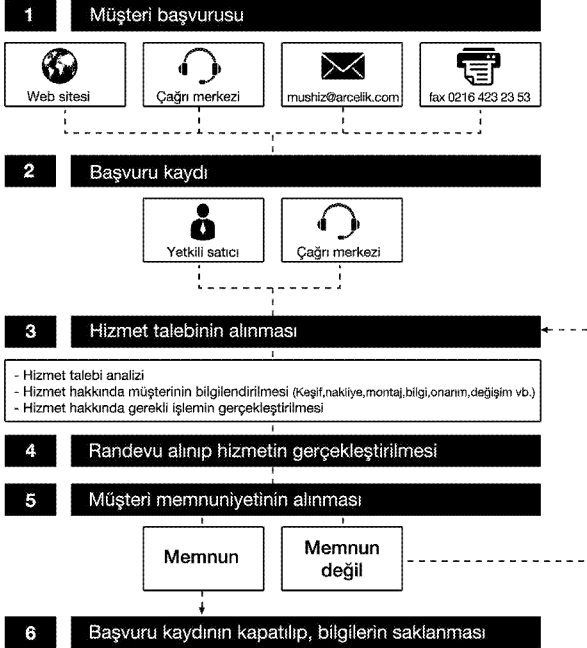 1 Müşteri başvurusu
Web sitesi
Çağrı merkezi
mushiz@arcelik.com
fax 0216 423 23 53
2 Başvuru kaydı
Yetkili satıcı
Çağrı merkezi
3 Hizmet talebinin alınması
- Hizmet talebi analizi
- Hizmet hakkında müşterinin bilgilendirilmesi (Keşif,nakliye,montaj,bilgi,onarım,değişim vb.)
- Hizmet hakkında gerekli işlemin gerçekleştirilmesi
4 Randevu alınıp hizmetin gerçekleştirilmesi
5 Müşteri memnuniyetinin alınması
Memnun
Memnun
değil
6 Başvuru kaydının kapatılıp, bilgilerin saklanması